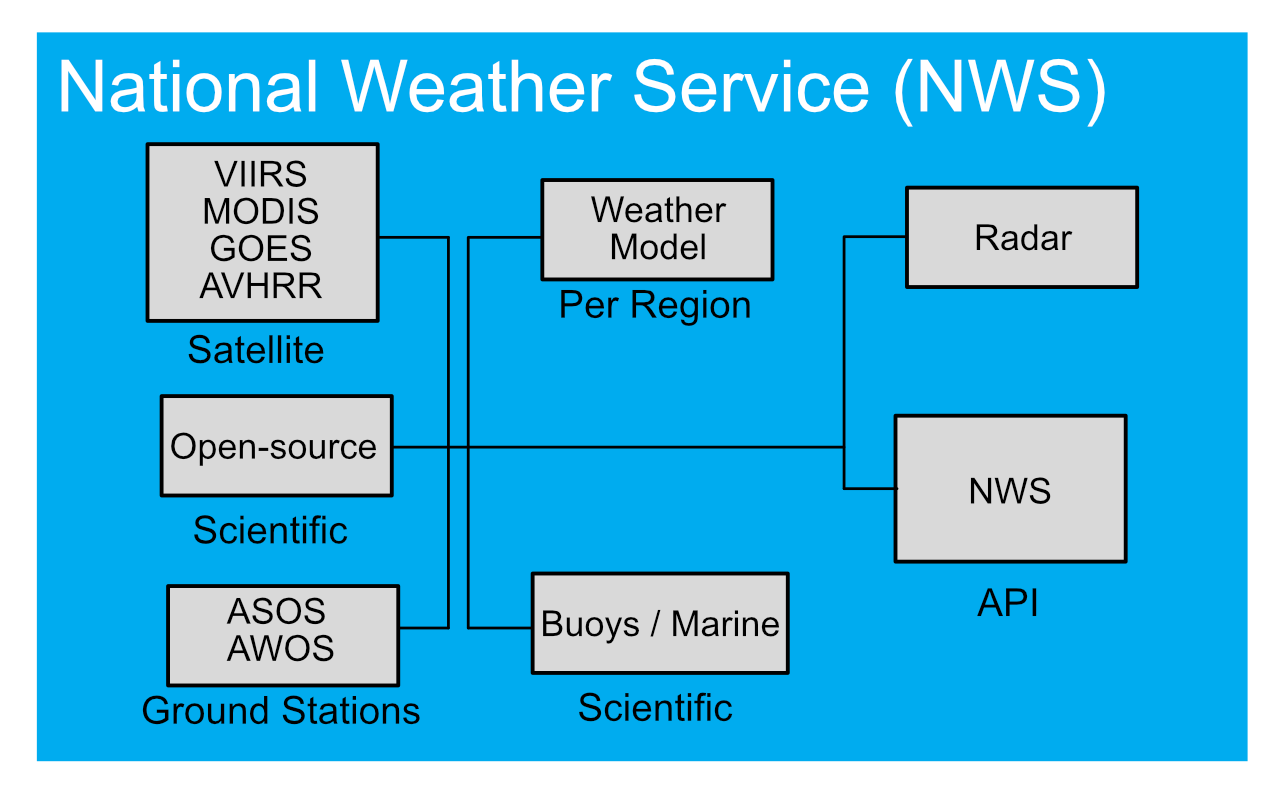 National Weather Service (NWS)
VIIRS
MODIS
GOES
AVHRR
Satellite
Weather
Model
Per Region
Radar
Open-source
Scientific
NWS
API
ASOS
AWOS
Ground Stations
Buoys / Marine
Scientific